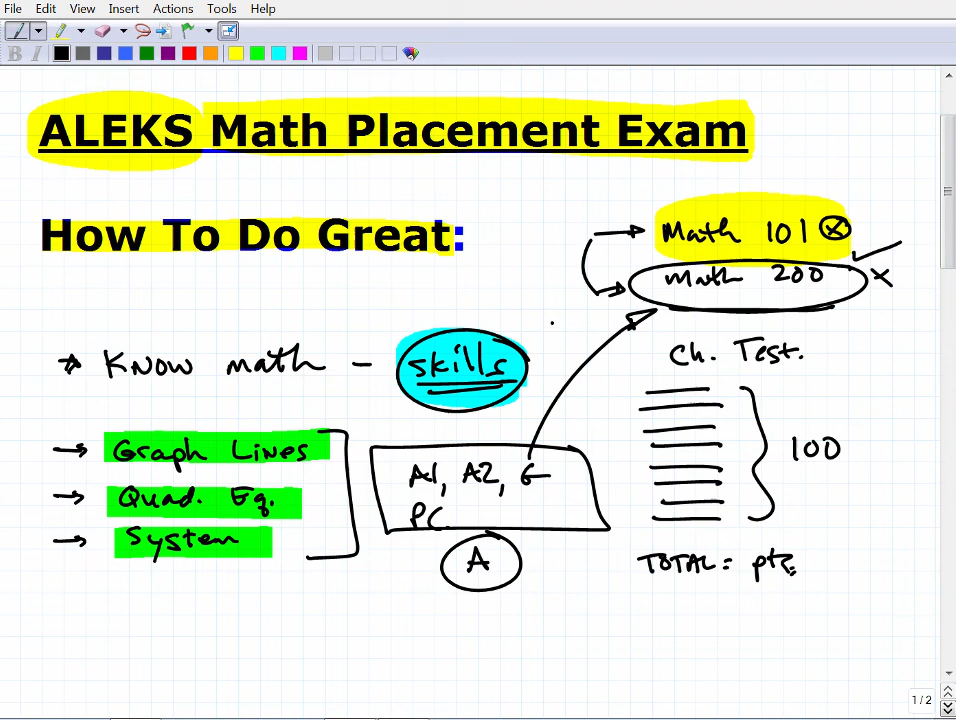 File Edit View Insert Actions Tools Help
B I
ALEKS Math Placement Exam
How To Do Great:
Math 101
Math 200
Know math - skills
Ch. Test.
Graph Lines
Quad. Eq.
System
A1, A2, G
PC
A
100
TOTAL = pts
1 / 2